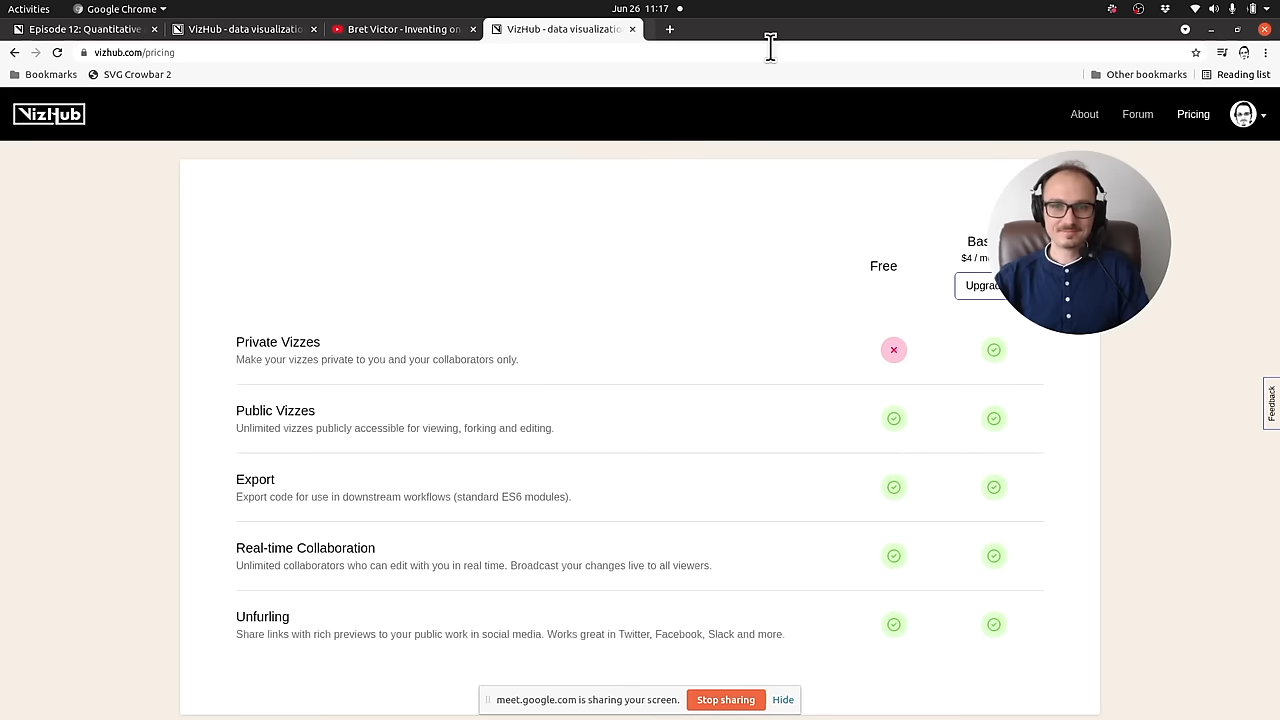 Activities
Google Chrome
Jun 26 11:17
Episode 12: Quantitative
VizHub - data visualizatio
Bret Victor - Inventing on
VizHub - data visualizatio
vizhub.com/pricing
Bookmarks
SVG Crowbar 2
Other bookmarks
Reading list
VizHub
About
Forum
Pricing
Free
Bas
$4 / m
Upgra
Private Vizzes
Make your vizzes private to you and your collaborators only.
Public Vizzes
Unlimited vizzes publicly accessible for viewing, forking and editing.
Export
Export code for use in downstream workflows (standard ES6 modules).
Real-time Collaboration
Unlimited collaborators who can edit with you in real time. Broadcast your changes live to all viewers.
Unfurling
Share links with rich previews to your public work in social media. Works great in Twitter, Facebook, Slack and more.
Feedback
meet.google.com is sharing your screen.
Stop sharing
Hide